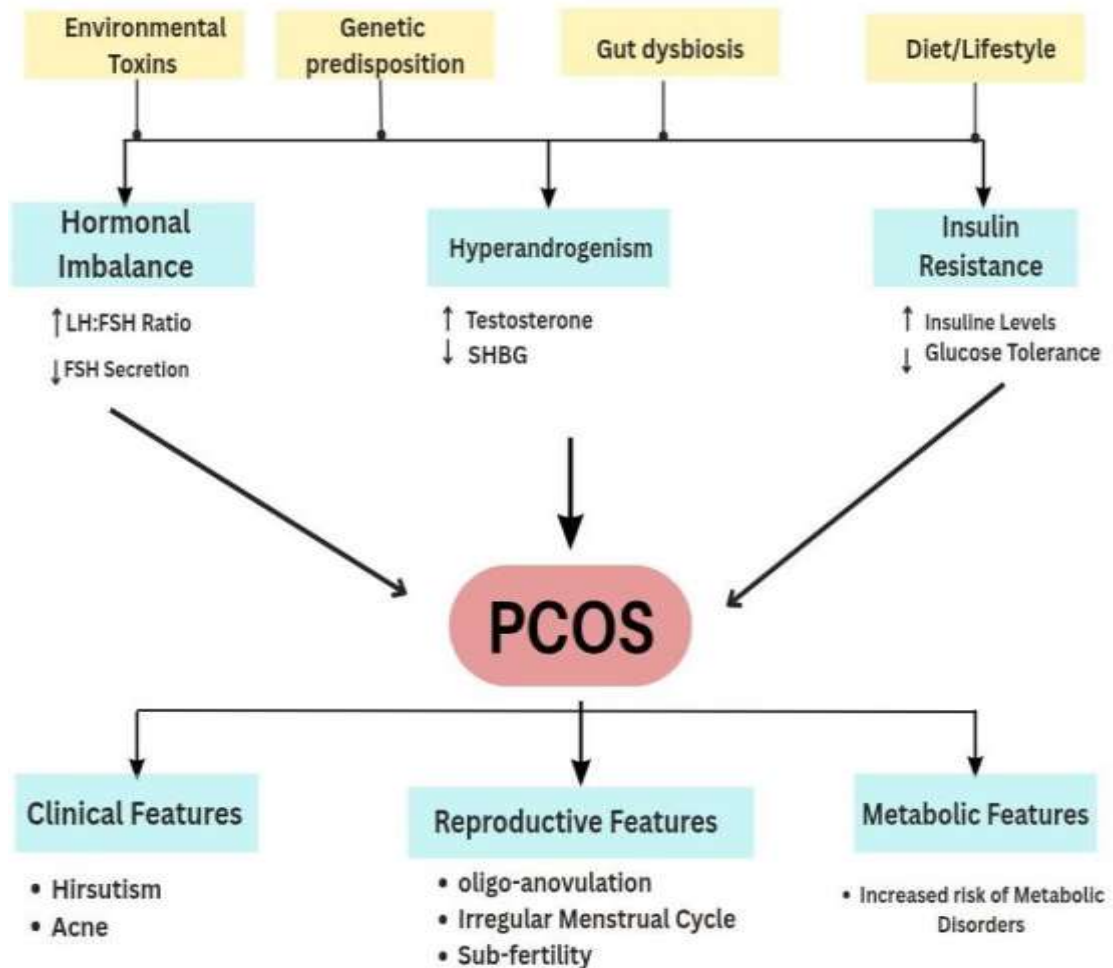 Environmental
Toxins
Genetic
predisposition
Gut dysbiosis
Diet/Lifestyle
Hormonal
Imbalance
↑LH:FSH Ratio
↓FSH Secretion
Hyperandrogenism
↑ Testosterone
↓ SHBG
Insulin
Resistance
↑ Insuline Levels
↓ Glucose Tolerance
PCOS
Clinical Features
• Hirsutism
• Acne
Reproductive Features
• oligo-anovulation
• Irregular Menstrual Cycle
• Sub-fertility
Metabolic Features
• Increased risk of Metabolic
Disorders